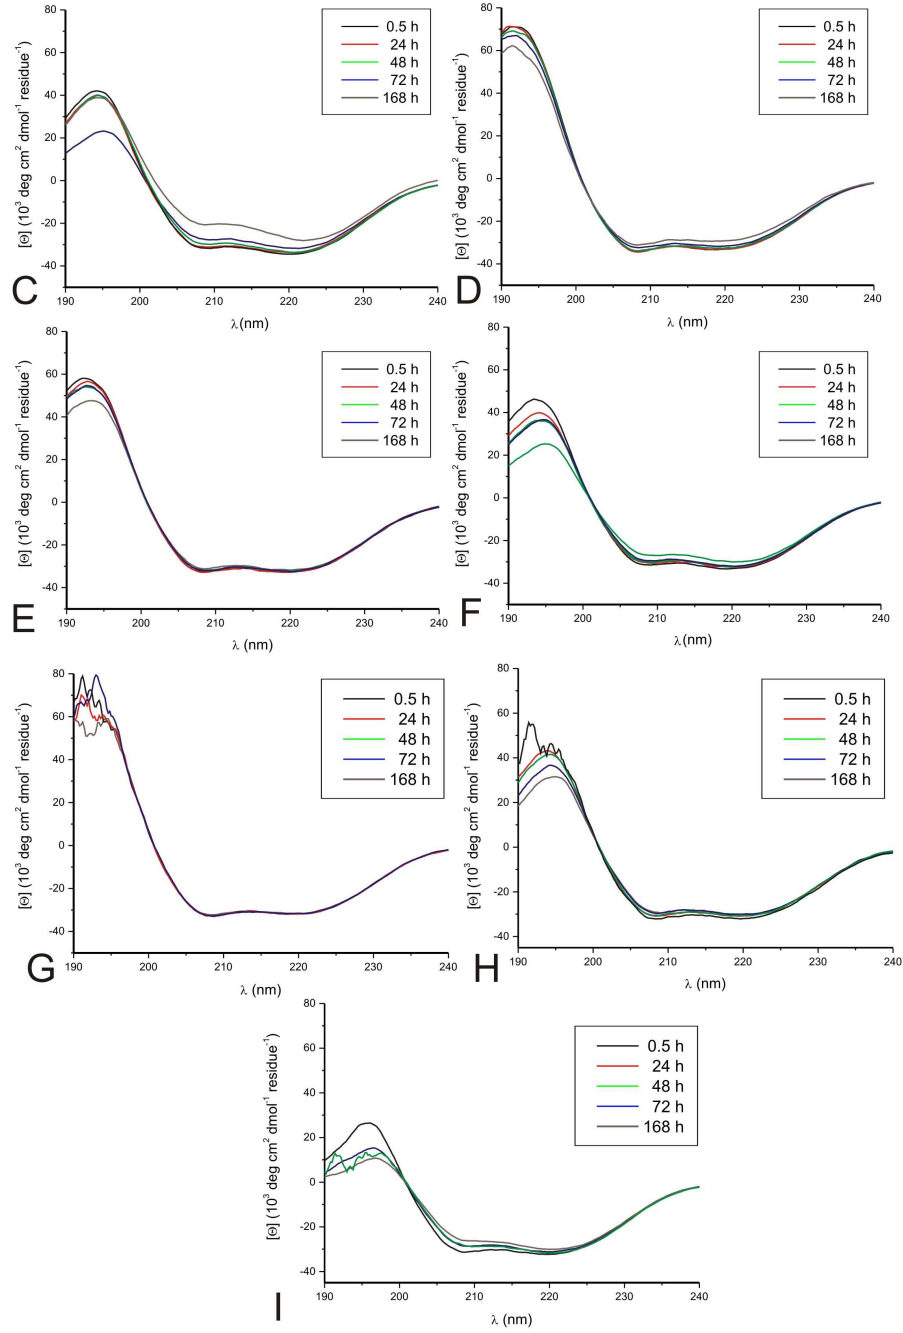 0.5 h
24 h
48 h
72 h
168 h
[Θ] (10³ deg cm² dmol⁻¹ residue⁻¹)
80
60
40
20
0
-20
-40
190 200 210 220 230 240
λ (nm)
C
0.5 h
24 h
48 h
72 h
168 h
[Θ] (10³ deg cm² dmol⁻¹ residue⁻¹)
80
60
40
20
0
-20
-40
190 200 210 220 230 240
λ (nm)
D
0.5 h
24 h
48 h
72 h
168 h
[Θ] (10³ deg cm² dmol⁻¹ residue⁻¹)
80
60
40
20
0
-20
-40
190 200 210 220 230 240
λ (nm)
E
0.5 h
24 h
48 h
72 h
168 h
[Θ] (10³ deg cm² dmol⁻¹ residue⁻¹)
80
60
40
20
0
-20
-40
190 200 210 220 230 240
λ(nm)
F
0.5 h
24 h
48 h
72 h
168 h
[Θ] (10³ deg cm² dmol⁻¹ residue⁻¹)
80
60
40
20
0
-20
-40
190 200 210 220 230 240
λ (nm)
G
0.5 h
24 h
48 h
72 h
168 h
[Θ] (10³ deg cm² dmol⁻¹ residue⁻¹)
80
60
40
20
0
-20
-40
190 200 210 220 230 240
λ (nm)
H
0.5 h
24 h
48 h
72 h
168 h
[Θ] (10³ deg cm² dmol⁻¹ residue⁻¹)
80
60
40
20
0
-20
-40
190 200 210 220 230 240
λ (nm)
I